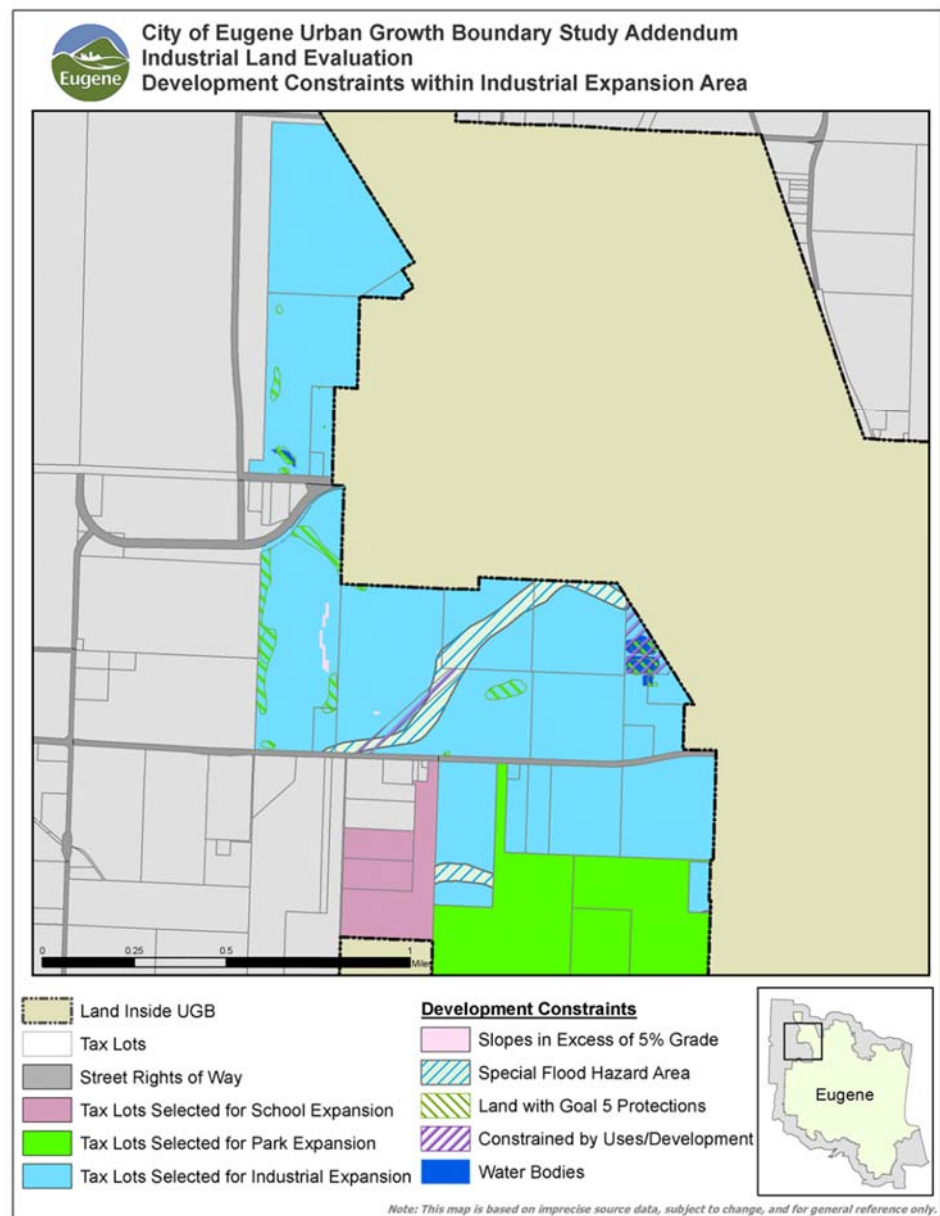 Eugene
City of Eugene Urban Growth Boundary Study Addendum
Industrial Land Evaluation
Development Constraints within Industrial Expansion Area
0
0.25
0.5
1
Miles
Land Inside UGB
Tax Lots
Street Rights of Way
Tax Lots Selected for School Expansion
Tax Lots Selected for Park Expansion
Tax Lots Selected for Industrial Expansion
Development Constraints
Slopes in Excess of 5% Grade
Special Flood Hazard Area
Land with Goal 5 Protections
Constrained by Uses/Development
Water Bodies
Eugene
Note: This map is based on imprecise source data, subject to change, and for general reference only.